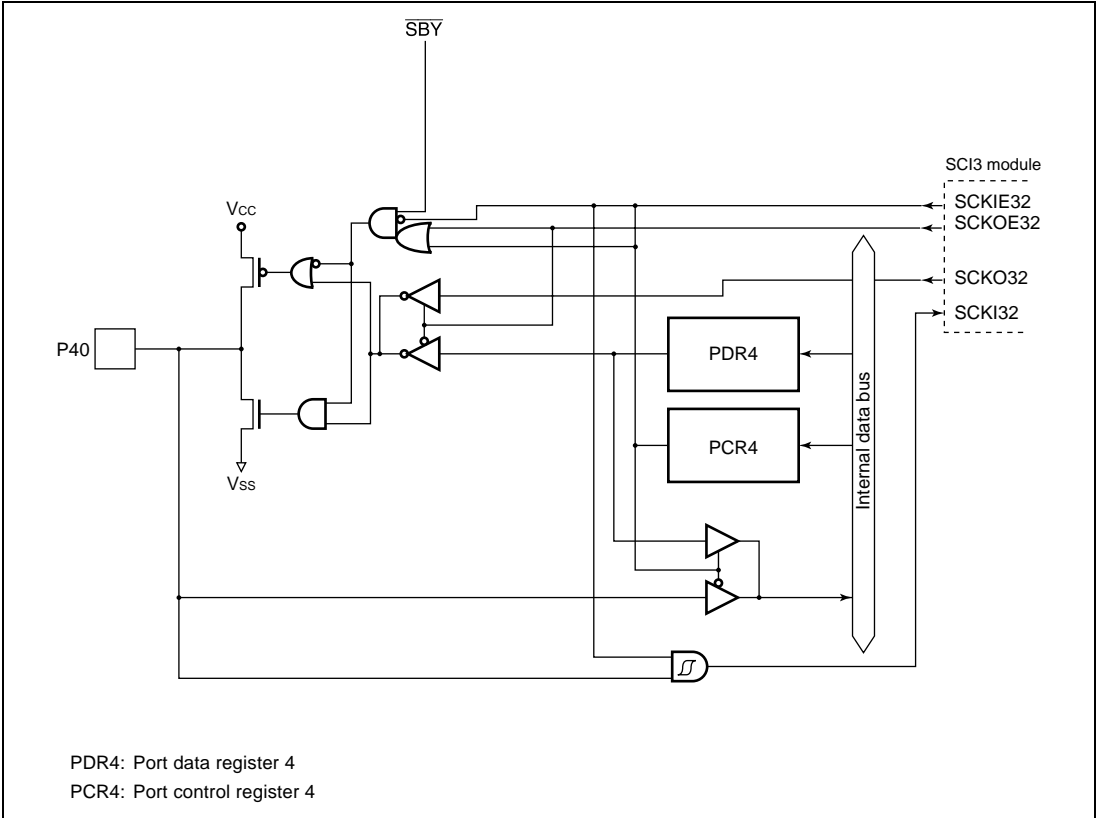 SBY
SCI3 module
SCKIE32
VCC
SCKOE32
SCKO32
SCKI32
P40
PDR4
PCR4
Internal data bus
VSS
PDR4: Port data register 4
PCR4: Port control register 4